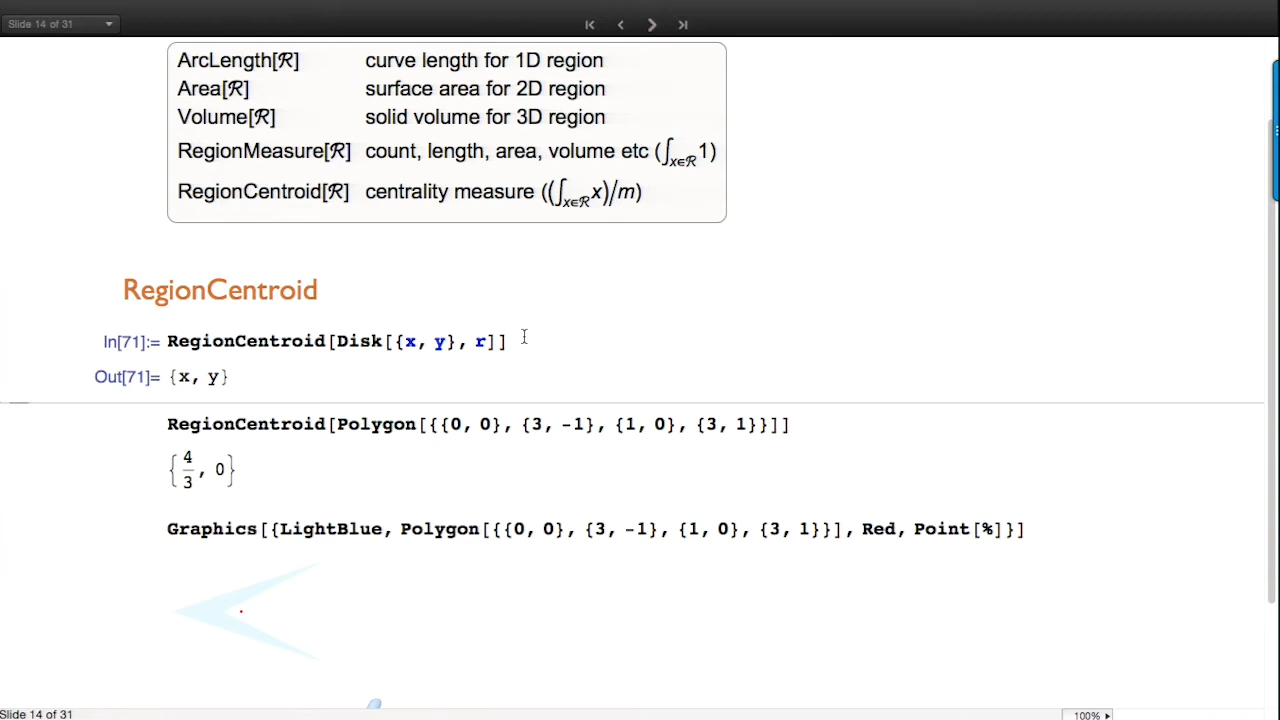 Slide 14 of 31
ArcLength[ℛ] curve length for 1D region
Area[ℛ] surface area for 2D region
Volume[ℛ] solid volume for 3D region
RegionMeasure[ℛ] count, length, area, volume etc (∫x∈ℛ 1)
RegionCentroid[ℛ] centrality measure ((∫x∈ℛ x)/m)
RegionCentroid
In[71]:= RegionCentroid[Disk[{x, y}, r]]
Out[71]= {x, y}
RegionCentroid[Polygon[{{0, 0}, {3, -1}, {1, 0}, {3, 1}}]]
{4/3, 0}
Graphics[{LightBlue, Polygon[{{0, 0}, {3, -1}, {1, 0}, {3, 1}}], Red, Point[%]}]
Slide 14 of 31
100%